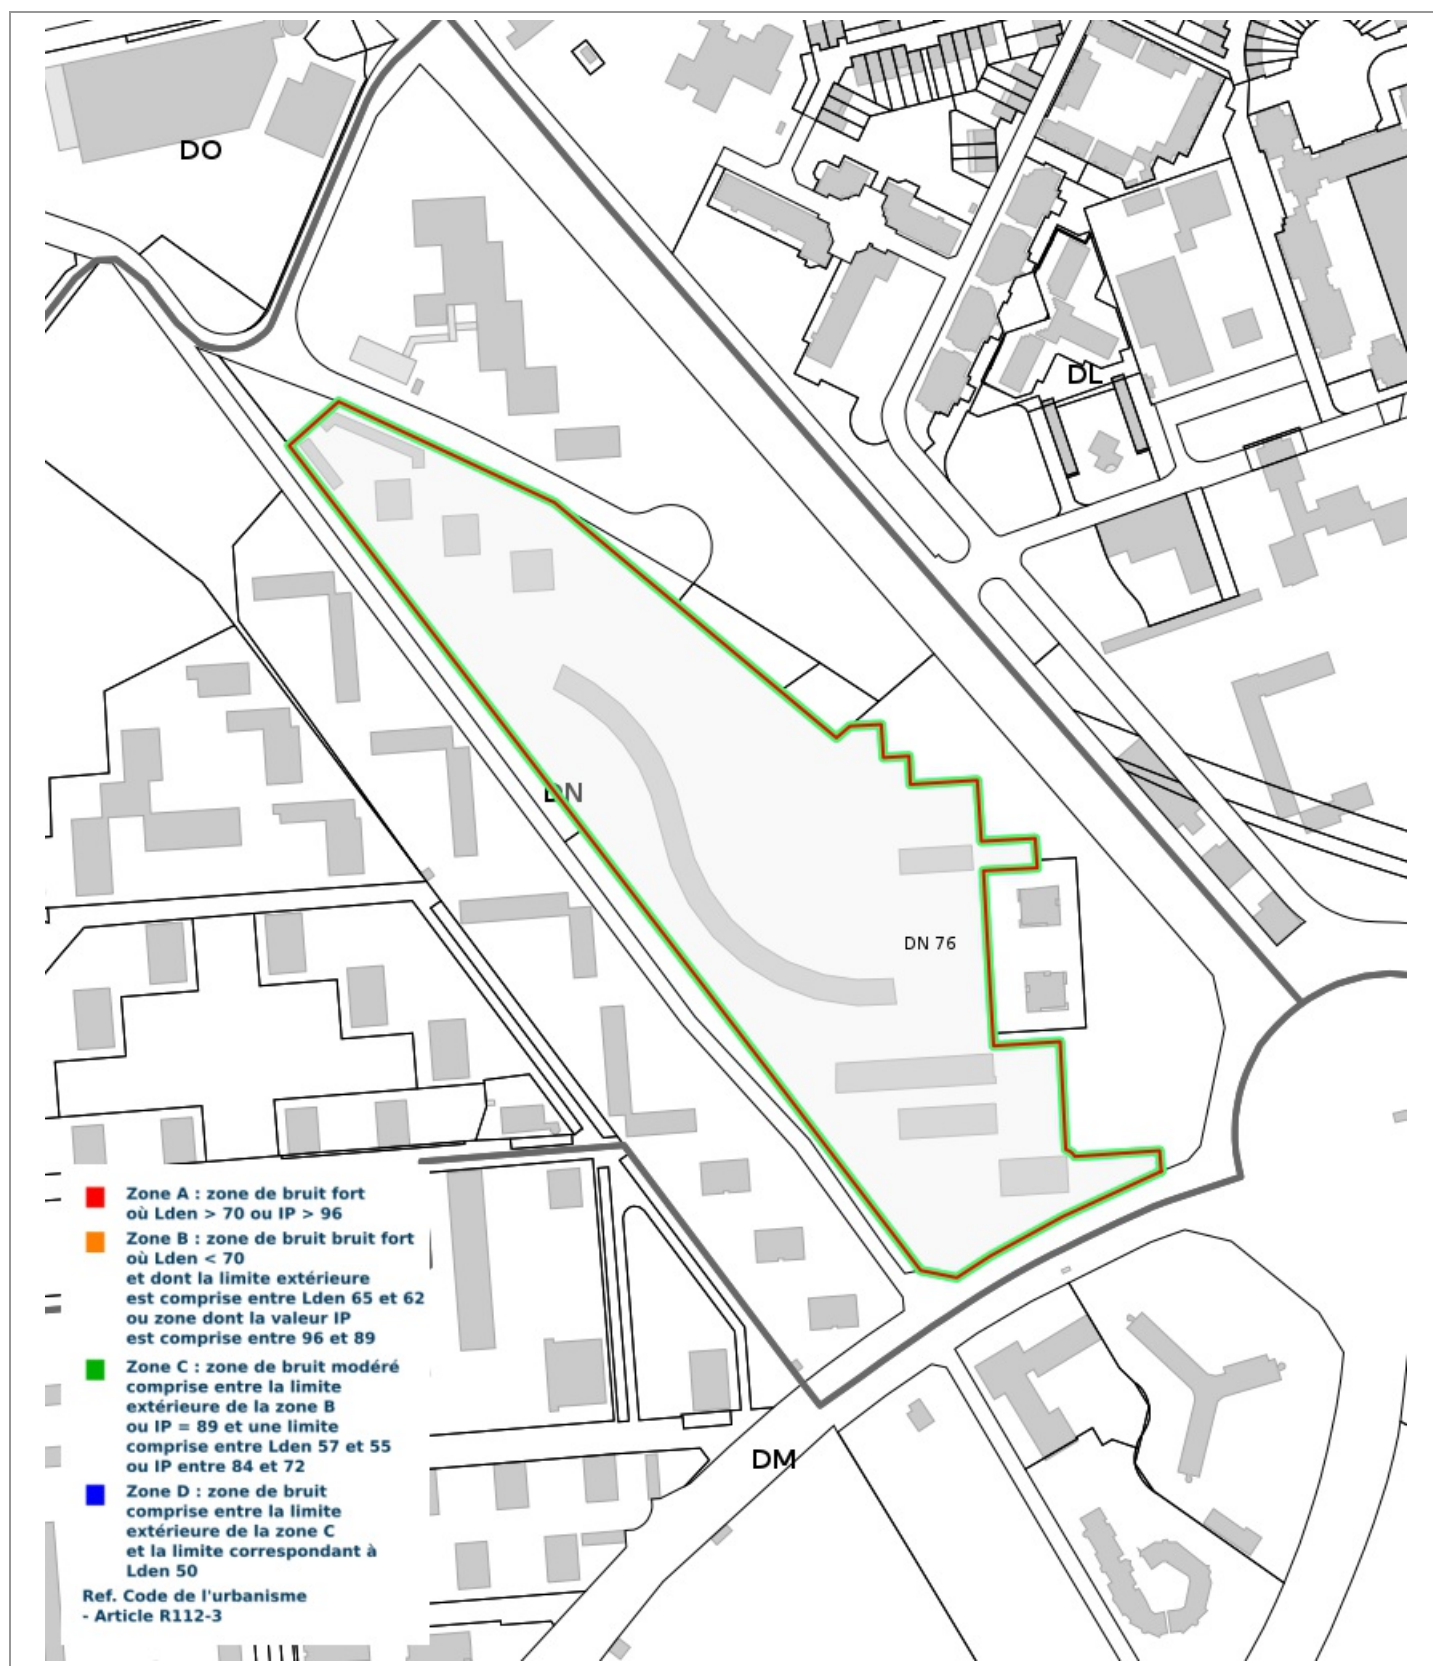 DO
DL
DN
DN 76
Zone A : zone de bruit fort
où Lden > 70 ou IP > 96
Zone B : zone de bruit bruit fort
où Lden < 70
et dont la limite extérieure
est comprise entre Lden 65 et 62
ou zone dont la valeur IP
est comprise entre 96 et 89
Zone C : zone de bruit modéré
comprise entre la limite
extérieure de la zone B
ou IP = 89 et une limite
comprise entre Lden 57 et 55
ou IP entre 84 et 72
Zone D : zone de bruit
comprise entre la limite
extérieure de la zone C
et la limite correspondant à
Lden 50
Ref. Code de l'urbanisme
- Article R112-3
DM